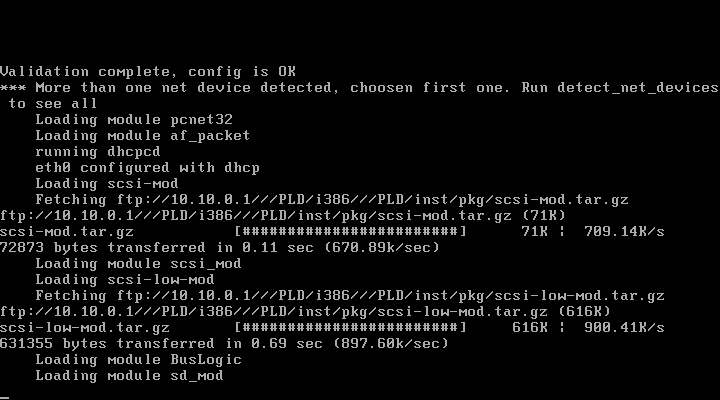 Validation complete, config is OK
*** More than one net device detected, choosen first one. Run detect_net_devices
 to see all
    Loading module pcnet32
    Loading module af_packet
    running dhcpcd
    eth0 configured with dhcp
    Loading scsi-mod
    Fetching ftp://10.10.0.1///PLD/i386///PLD/inst/pkg/scsi-mod.tar.gz
ftp://10.10.0.1///PLD/i386///PLD/inst/pkg/scsi-mod.tar.gz (71K)
scsi-mod.tar.gz           [########################]      71K ¦  709.14K/s
72873 bytes transferred in 0.11 sec (670.89k/sec)
    Loading module scsi_mod
    Loading scsi-low-mod
    Fetching ftp://10.10.0.1///PLD/i386///PLD/inst/pkg/scsi-low-mod.tar.gz
ftp://10.10.0.1///PLD/i386///PLD/inst/pkg/scsi-low-mod.tar.gz (616K)
scsi-low-mod.tar.gz       [########################]     616K ¦  900.41K/s
631355 bytes transferred in 0.69 sec (897.60k/sec)
    Loading module BusLogic
    Loading module sd_mod